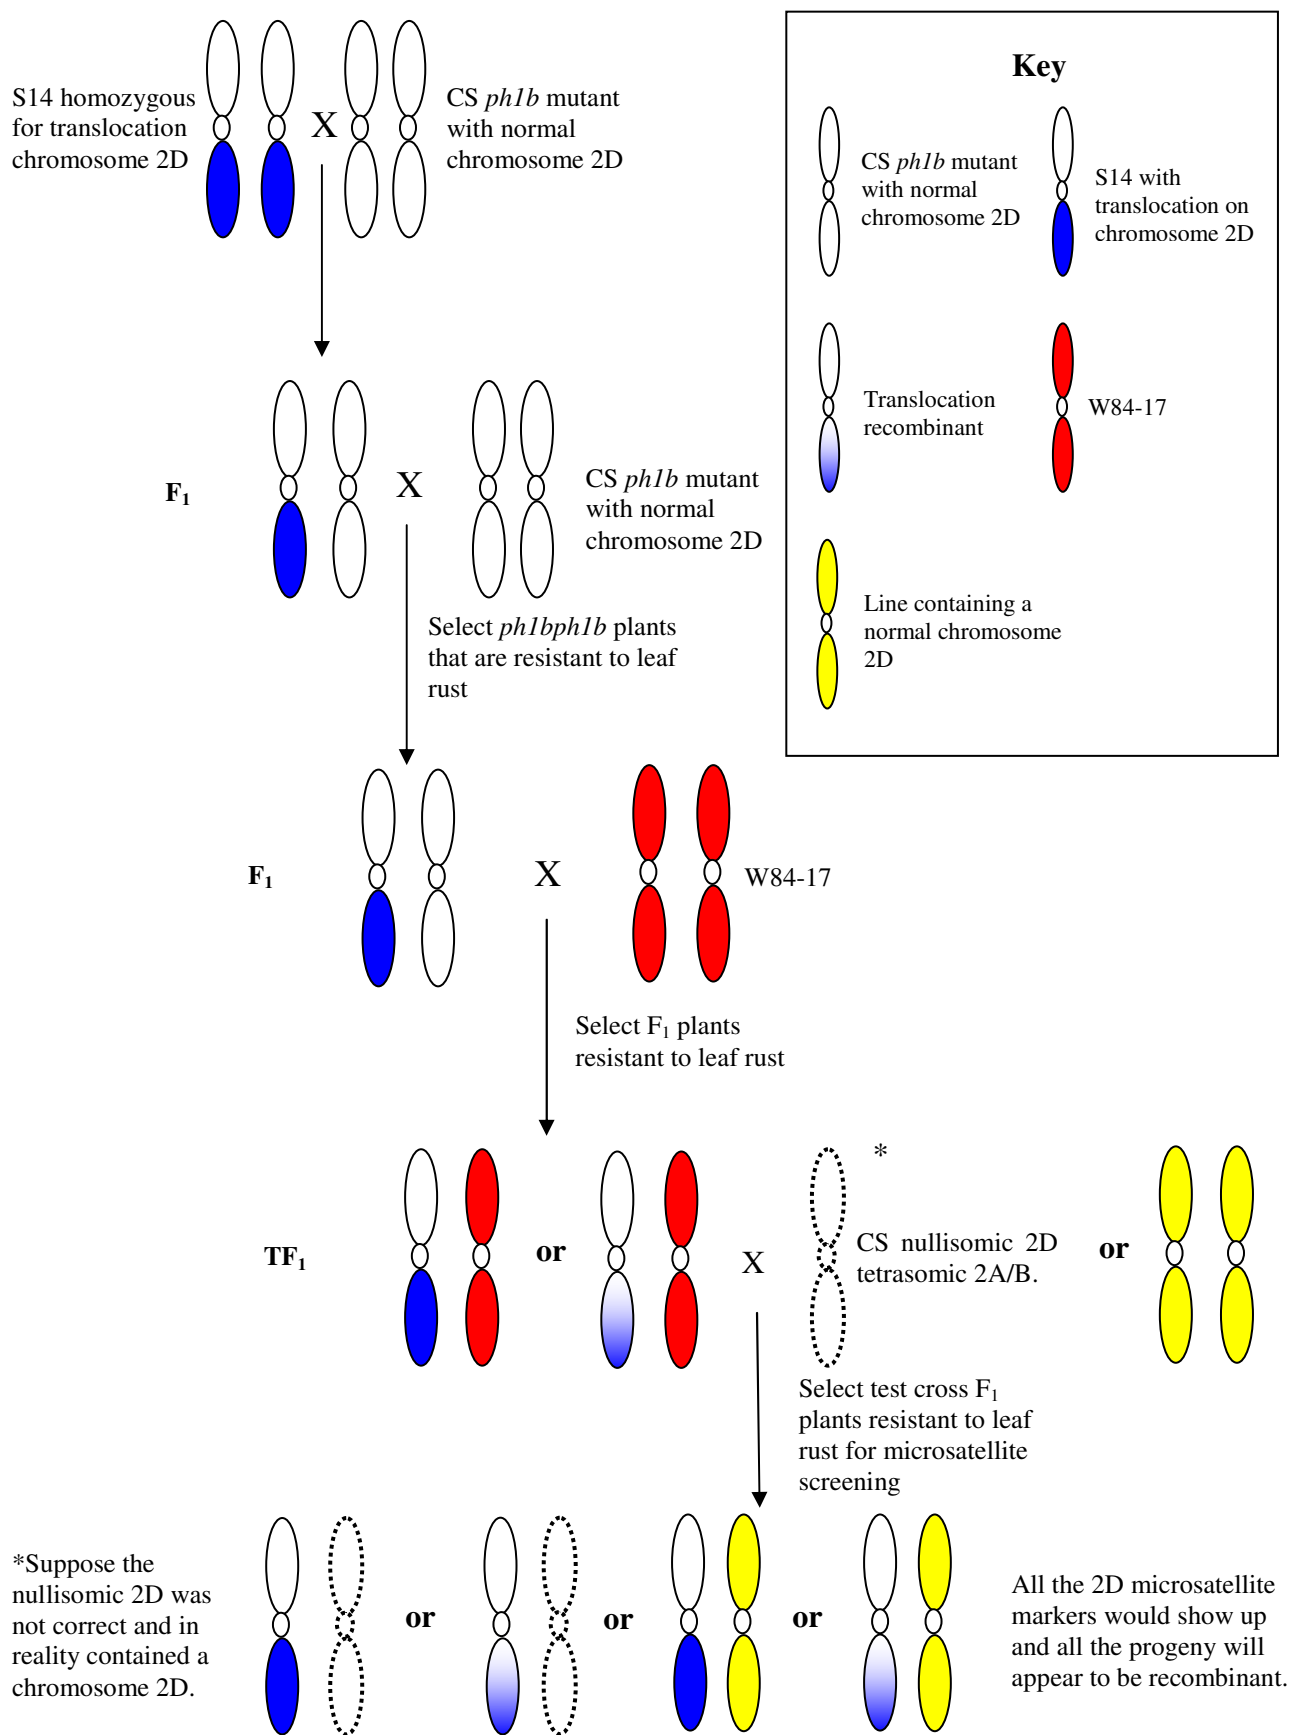 S14 homozygous
for translocation
chromosome 2D
X
CS ph1b mutant
with normal
chromosome 2D
Key
CS ph1b mutant
with normal
chromosome 2D
S14 with
translocation on
chromosome 2D
Translocation
recombinant
W84-17
Line containing a
normal chromosome
2D
F1
X
CS ph1b mutant
with normal
chromosome 2D
Select ph1bph1b plants
that are resistant to leaf
rust
F1
X
W84-17
Select F1 plants
resistant to leaf rust
TF1
or
X
*
CS nullisomic 2D
tetrasomic 2A/B.
or
Select test cross F1
plants resistant to leaf
rust for microsatellite
screening
*Suppose the
nullisomic 2D was
not correct and in
reality contained a
chromosome 2D.
or
or
or
All the 2D microsatellite
markers would show up
and all the progeny will
appear to be recombinant.